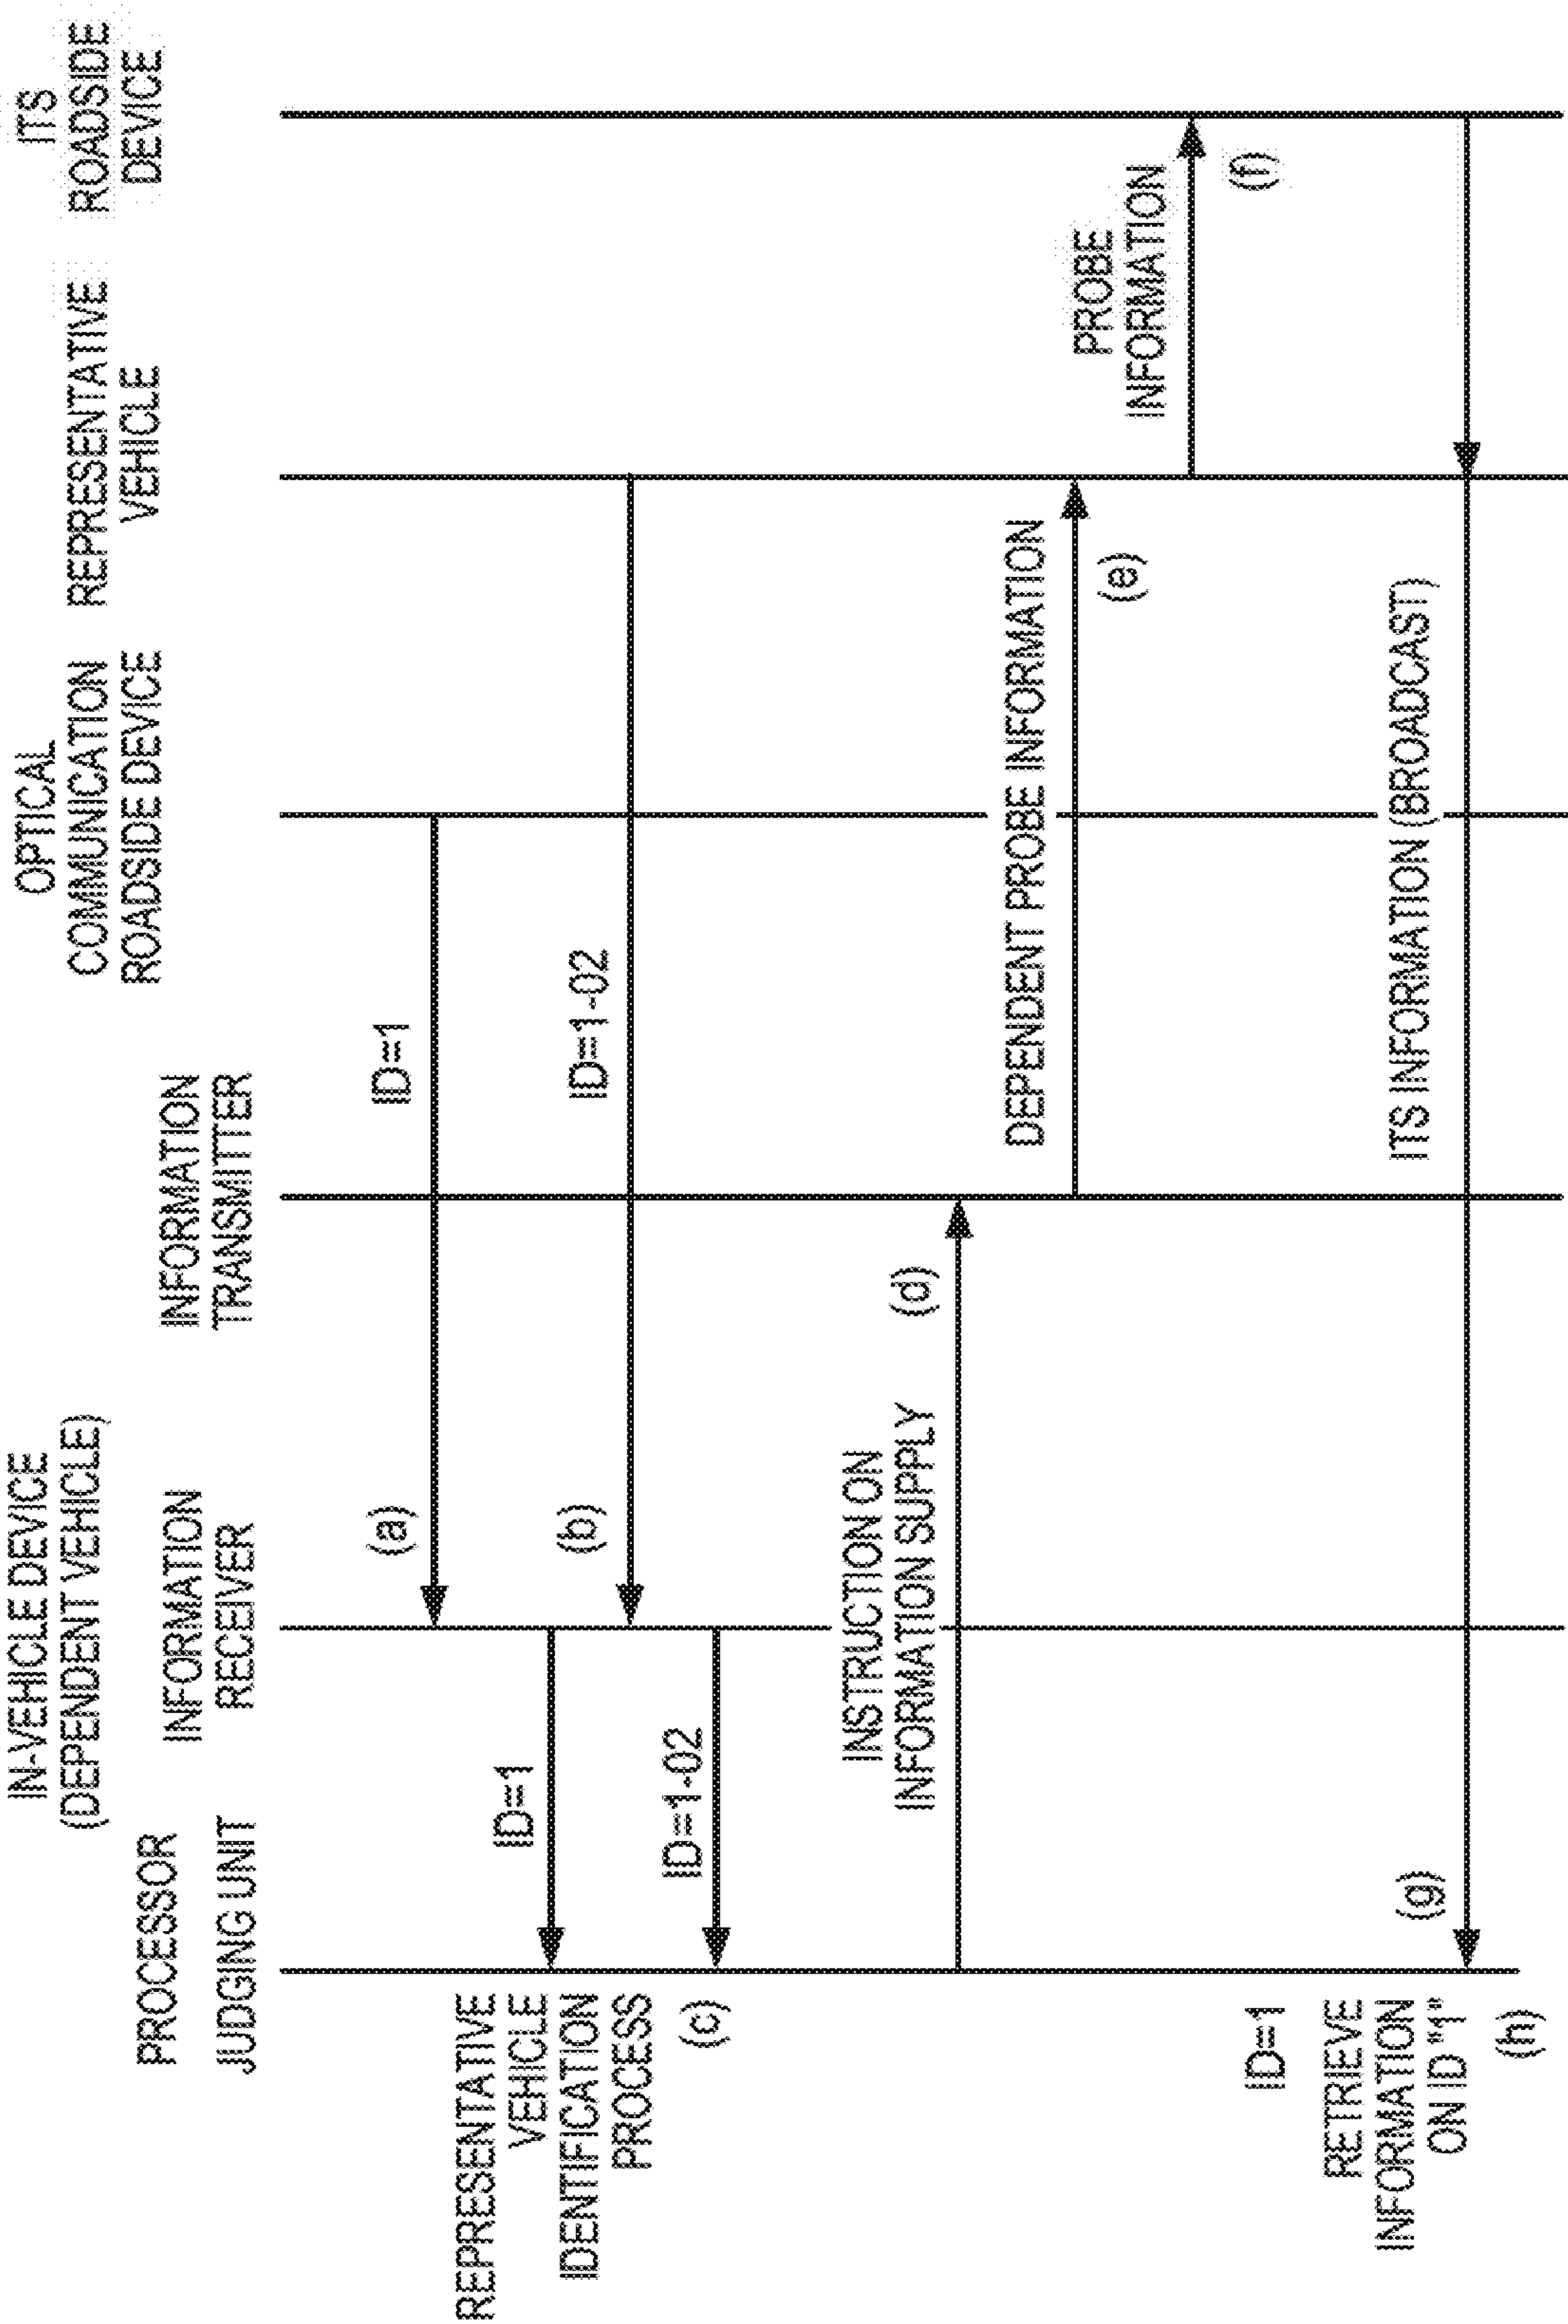 IN-VEHICLE DEVICE
(DEPENDENT VEHICLE)
PROCESSOR
JUDGING UNIT
INFORMATION
RECEIVER
INFORMATION
TRANSMITTER
OPTICAL
COMMUNICATION
ROADSIDE DEVICE
REPRESENTATIVE
VEHICLE
ITS
ROADSIDE
DEVICE
(a)
ID=1
REPRESENTATIVE
VEHICLE
IDENTIFICATION
PROCESS
(c)
ID=1
(b)
ID=1-02
ID=1-02
INSTRUCTION ON
INFORMATION SUPPLY
(d)
DEPENDENT PROBE INFORMATION
(e)
PROBE
INFORMATION
(f)
ID=1
RETRIEVE
INFORMATION
ON ID "1"
(h)
(g)
ITS INFORMATION (BROADCAST)